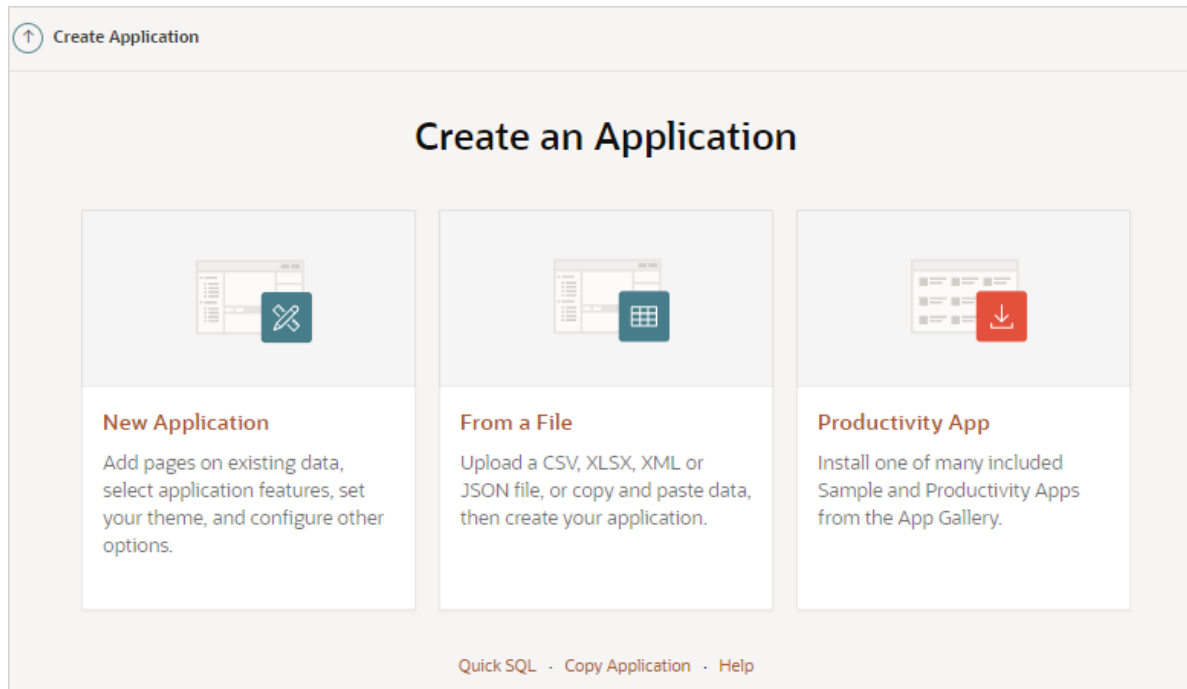 Create Application
Create an Application
New Application
Add pages on existing data,
select application features, set
your theme, and configure other
options.
From a File
Upload a CSV, XLSX, XML or
JSON file, or copy and paste data,
then create your application.
Productivity App
Install one of many included
Sample and Productivity Apps
from the App Gallery.
Quick SQL · Copy Application · Help